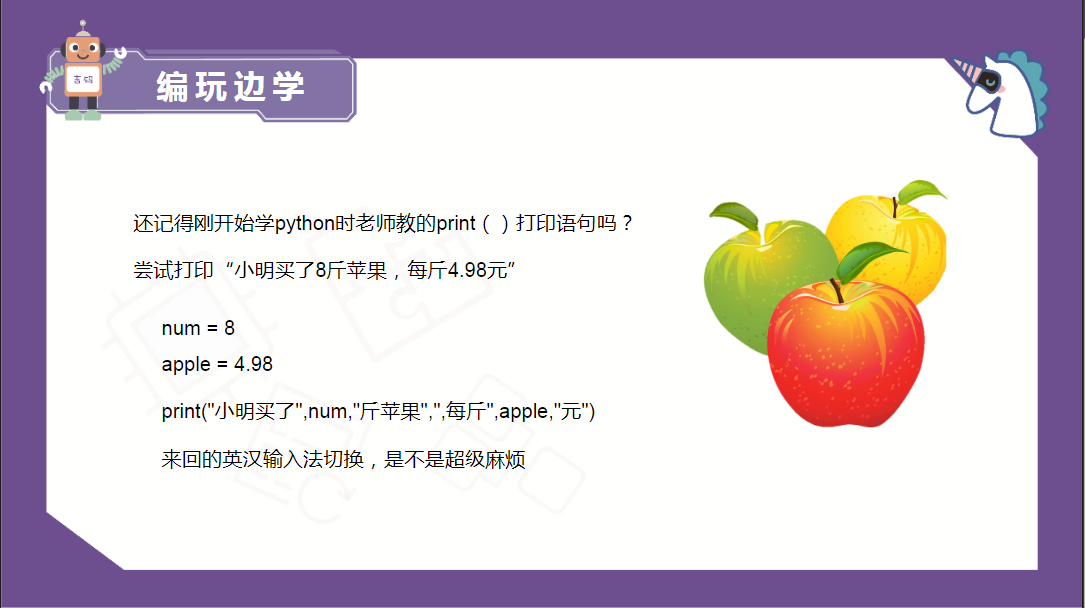 吉码
编玩边学
还记得刚开始学python时老师教的print（ ）打印语句吗？
尝试打印“小明买了8斤苹果，每斤4.98元”
num = 8
apple = 4.98
print("小明买了",num,"斤苹果",",每斤",apple,"元")
来回的英汉输入法切换，是不是超级麻烦